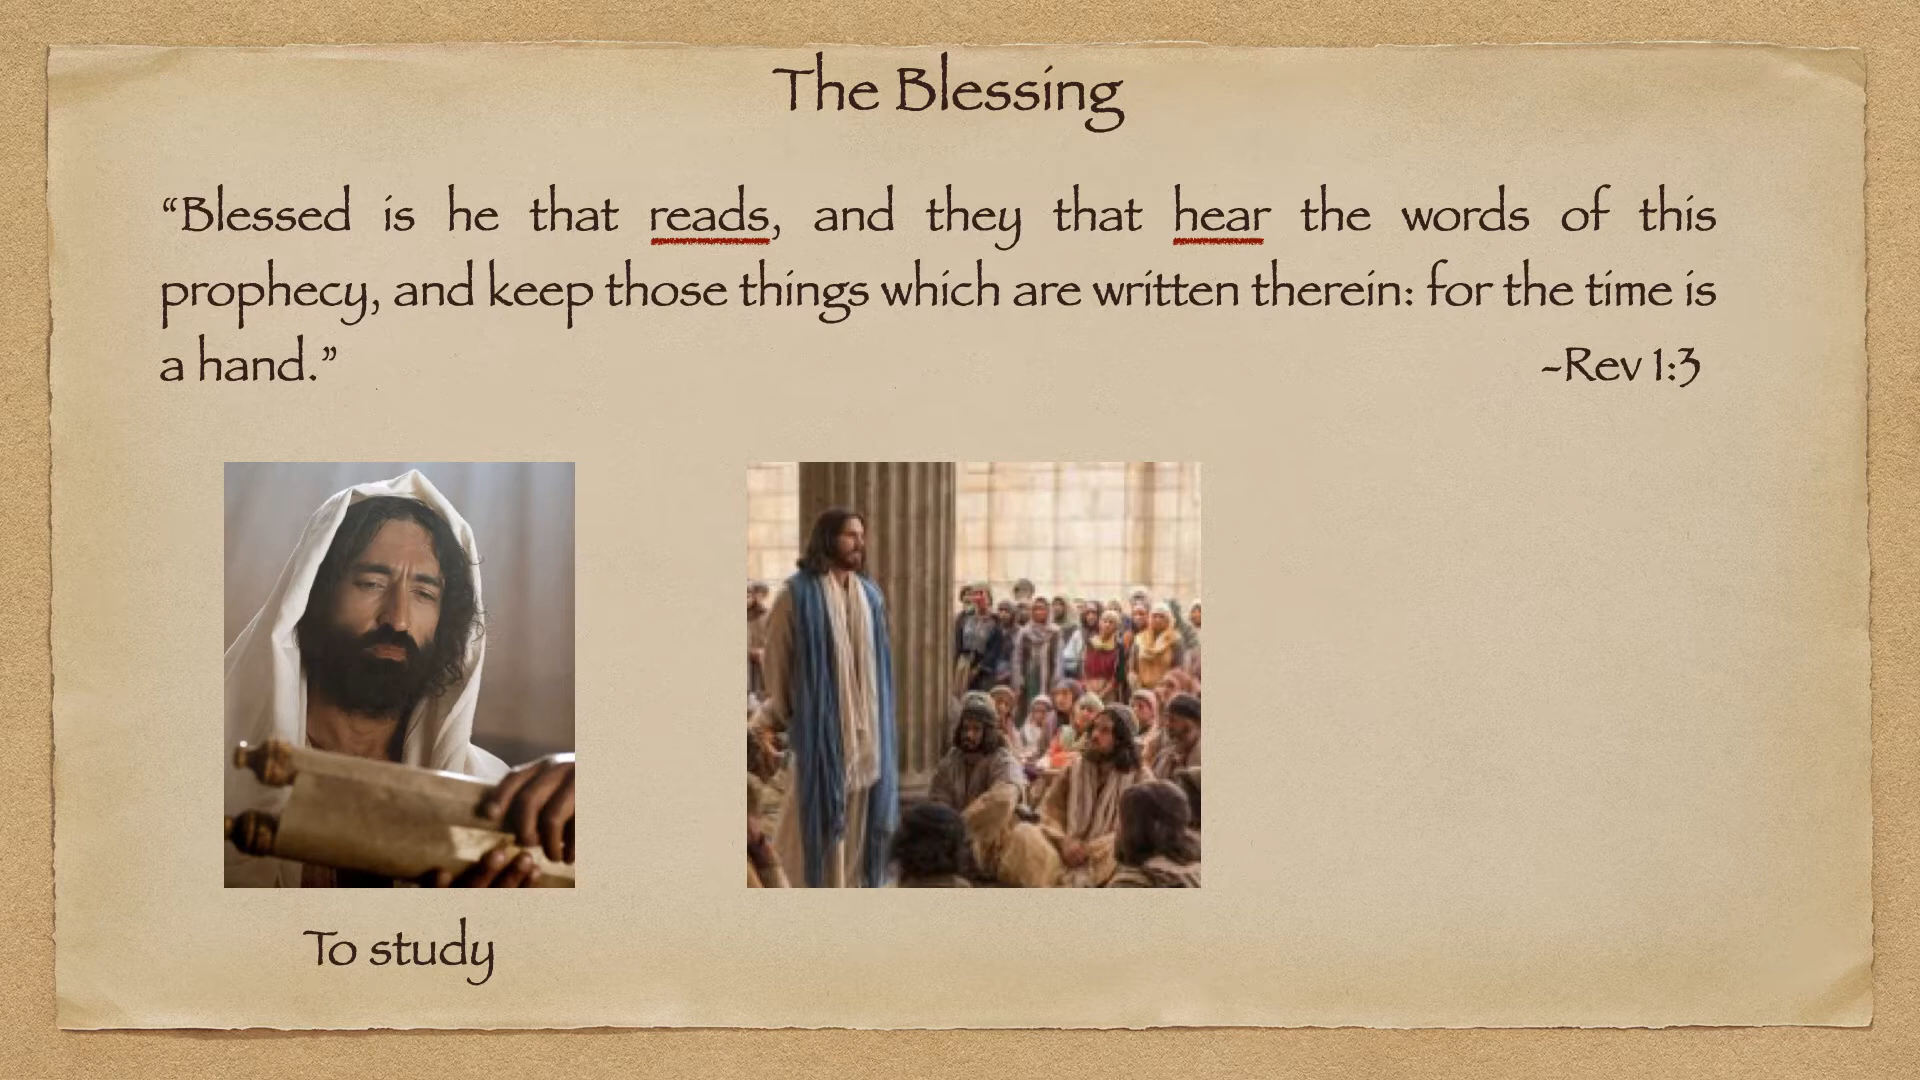 The Blessing
“Blessed is he that reads, and they that hear the words of this
prophecy, and keep those things which are written therein: for the time is
a hand.” ~Rev 1:3
To study